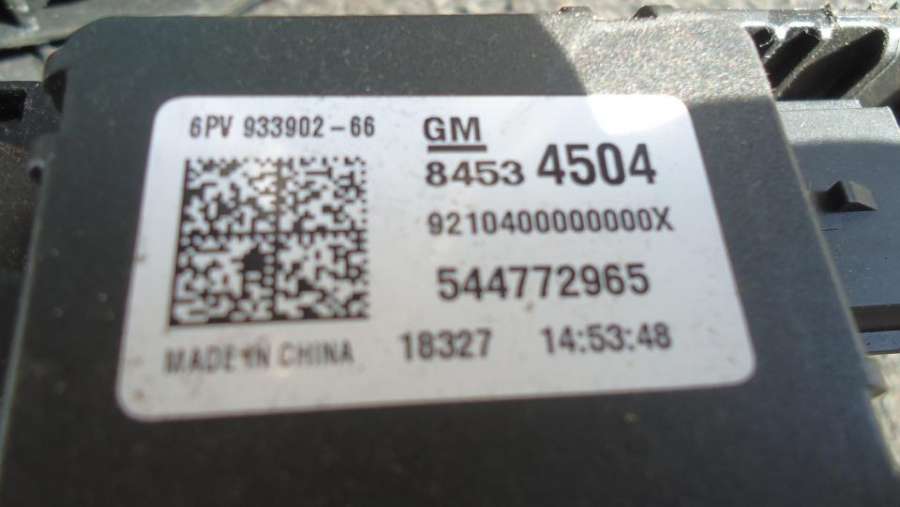 6PV 933902-66
GM
8453 4504
9210400000000X
544772965
MADE IN CHINA 18327 14:53:48